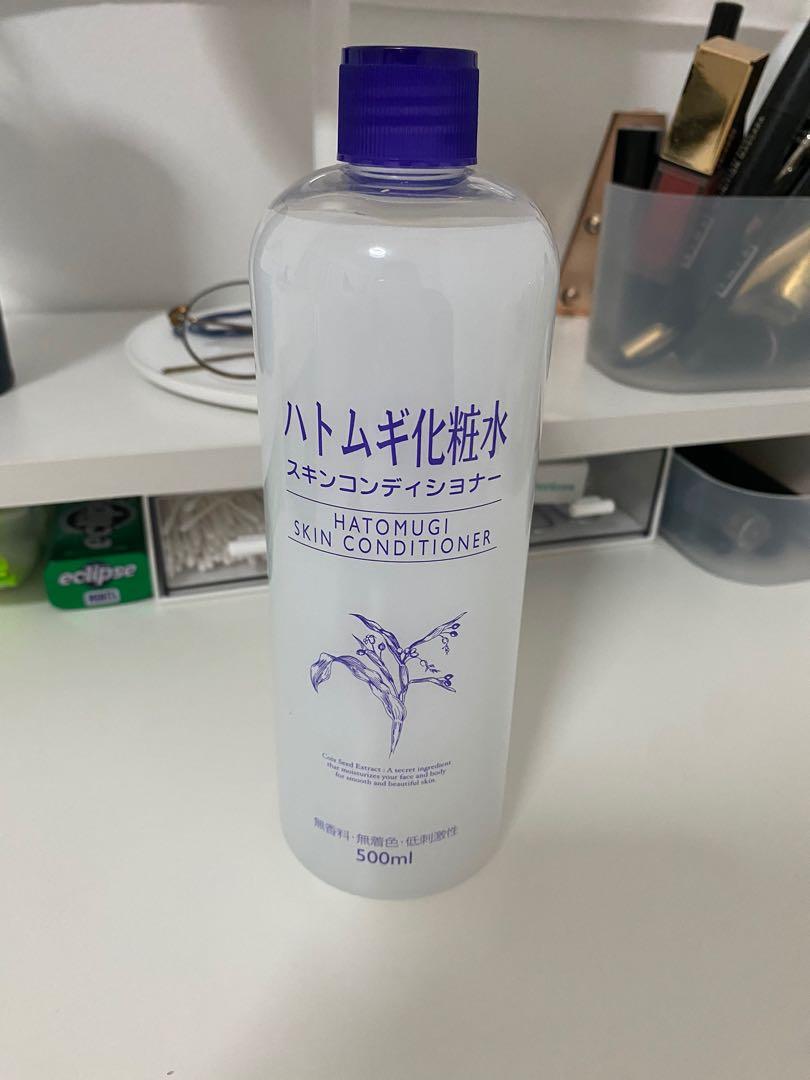 ハトムギ化粧水
スキンコンディショナー
HATOMUGI
SKIN CONDITIONER
Coix Seed Extract : A secret ingredient
that moisturizes your face and body
for smooth and beautiful skin.
無香料·無着色·低刺激性
500ml
eclipse
MINTS